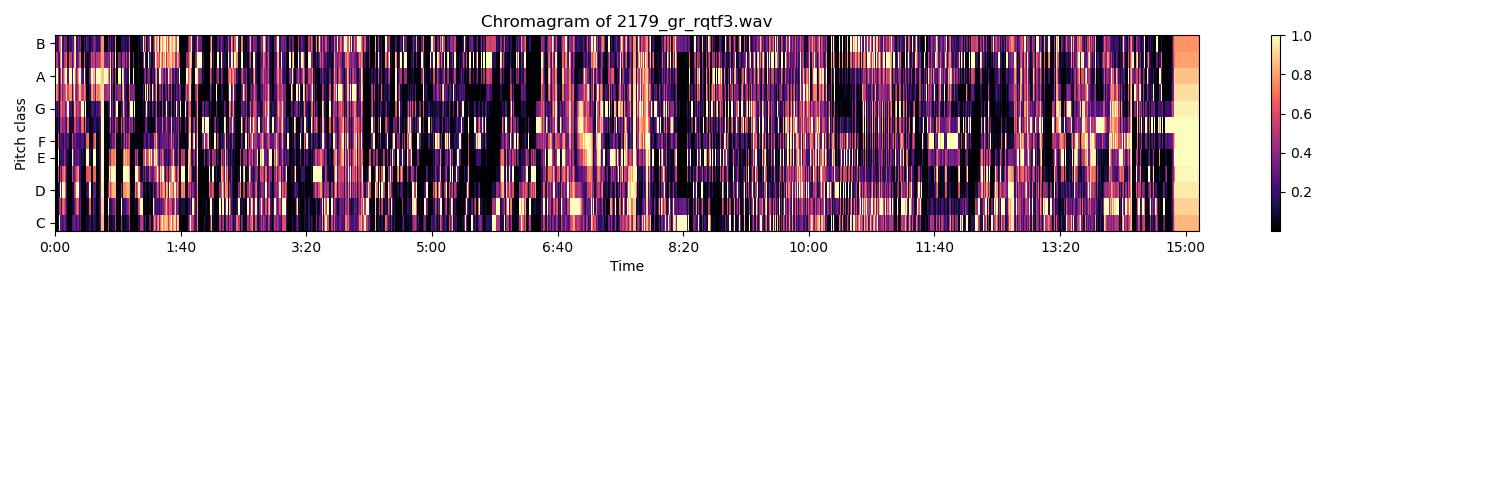 Chromagram of 2179_gr_rqtf3.wav
Pitch class
B
A
G
F
E
D
C
0:00 1:40 3:20 5:00 6:40 8:20 10:00 11:40 13:20 15:00
Time
1.0
0.8
0.6
0.4
0.2